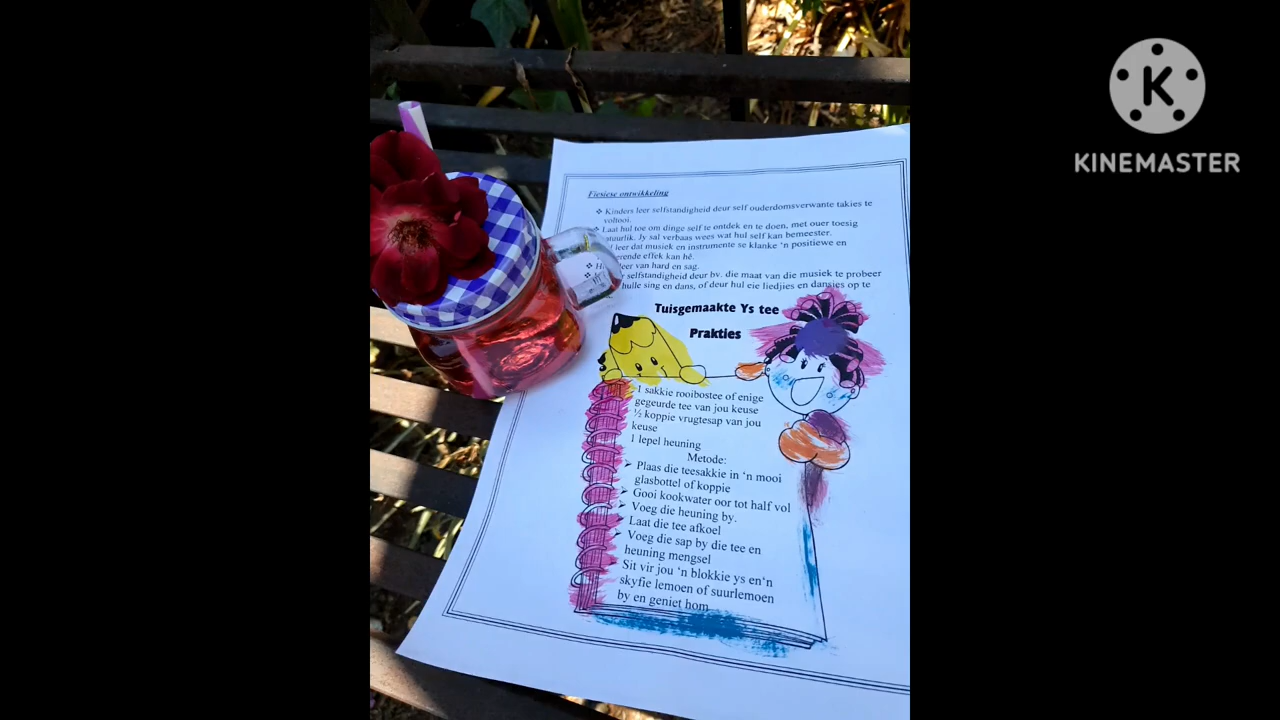 KINEMASTER
Fiesiese ontwikkeling
❖ Kinders leer selfstandigheid deur self ouderdomsverwante takies te
voltooi.
Laat hul toe om dinge self te ontdek en te doen, met ouer toesig
natuurlik. Jy sal verbaas wees wat hul self kan bemeester.
leer dat musiek en instrumente se klanke 'n positiewe en
effek kan hê.
leer van hard en sag.
selfstandigheid deur bv. die maat van die musiek te probeer
hulle sing en dans, of deur hul eie liedjies en dansies op te
Tuisgemaakte Ys tee
Prakties
1 sakkie rooibostee of enige
gegeurde tee van jou keuse
½ koppie vrugtesap van jou
keuse
1 lepel heuning
Metode:
➢ Plaas die teesakkie in 'n mooi
glasbottel of koppie
➢ Gooi kookwater oor tot half vol
➢ Voeg die heuning by.
➢ Laat die tee afkoel
➢ Voeg die sap by die tee en
heuning mengsel
Sit vir jou 'n blokkie ys en'n
skyfie lemoen of suurlemoen
by en geniet hom